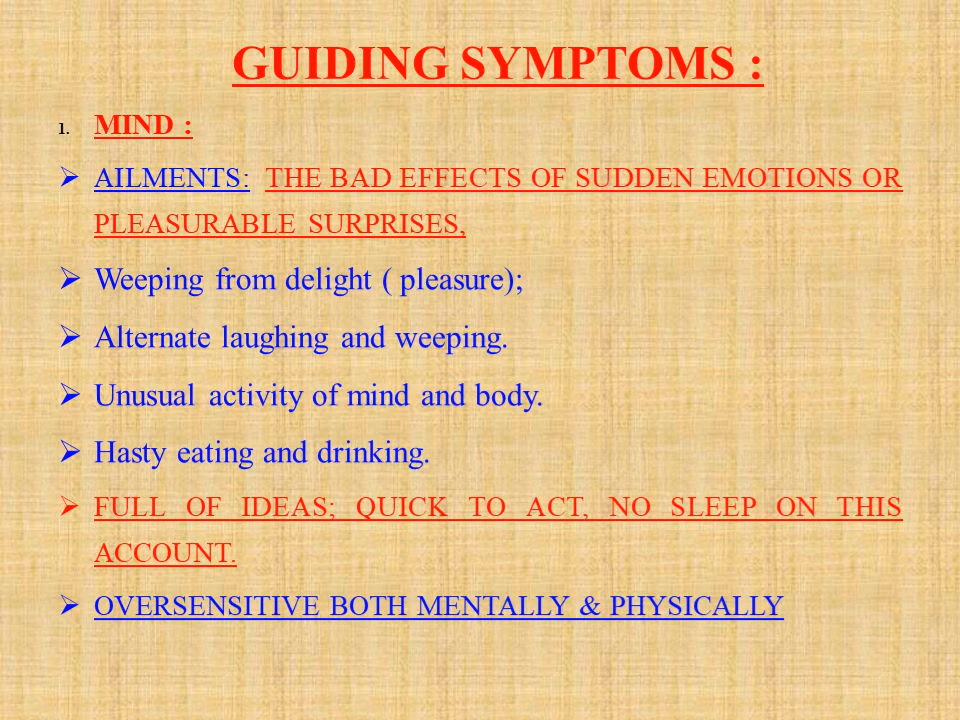 GUIDING SYMPTOMS :
1. MIND :
➢ AILMENTS: THE BAD EFFECTS OF SUDDEN EMOTIONS OR
PLEASURABLE SURPRISES,
➢ Weeping from delight ( pleasure);
➢ Alternate laughing and weeping.
➢ Unusual activity of mind and body.
➢ Hasty eating and drinking.
➢ FULL OF IDEAS; QUICK TO ACT, NO SLEEP ON THIS
ACCOUNT.
➢ OVERSENSITIVE BOTH MENTALLY & PHYSICALLY